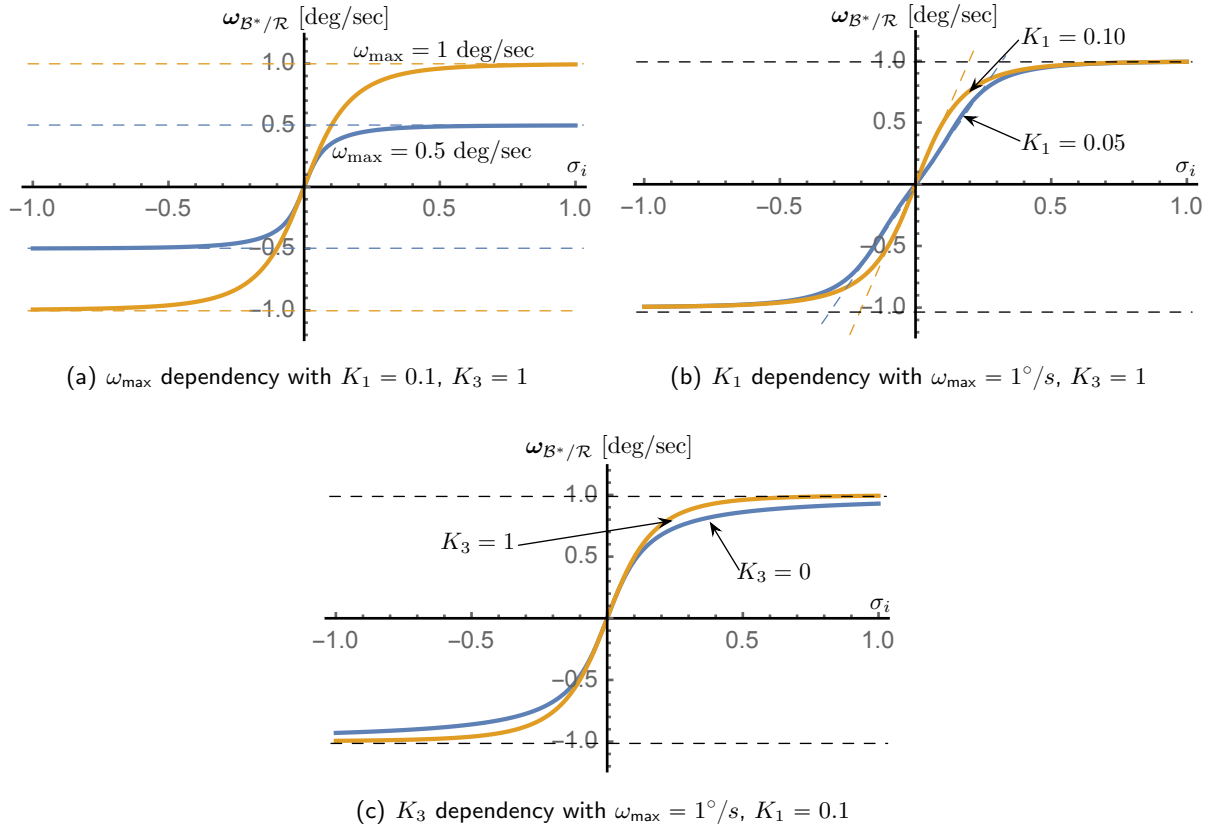 ω_{B*/R} [deg/sec]
ω_max = 1 deg/sec
1.0
0.5
ω_max = 0.5 deg/sec
σ_i
−1.0 −0.5 0.5 1.0
−0.5
−1.0
(a) ω_max dependency with K_1 = 0.1, K_3 = 1
ω_{B*/R} [deg/sec]
K_1 = 0.10
1.0
0.5
K_1 = 0.05
σ_i
−1.0 −0.5 0.5 1.0
−0.5
−1.0
(b) K_1 dependency with ω_max = 1°/s, K_3 = 1
ω_{B*/R} [deg/sec]
1.0
K_3 = 1
0.5
K_3 = 0
σ_i
−1.0 −0.5 0.5 1.0
−0.5
−1.0
(c) K_3 dependency with ω_max = 1°/s, K_1 = 0.1